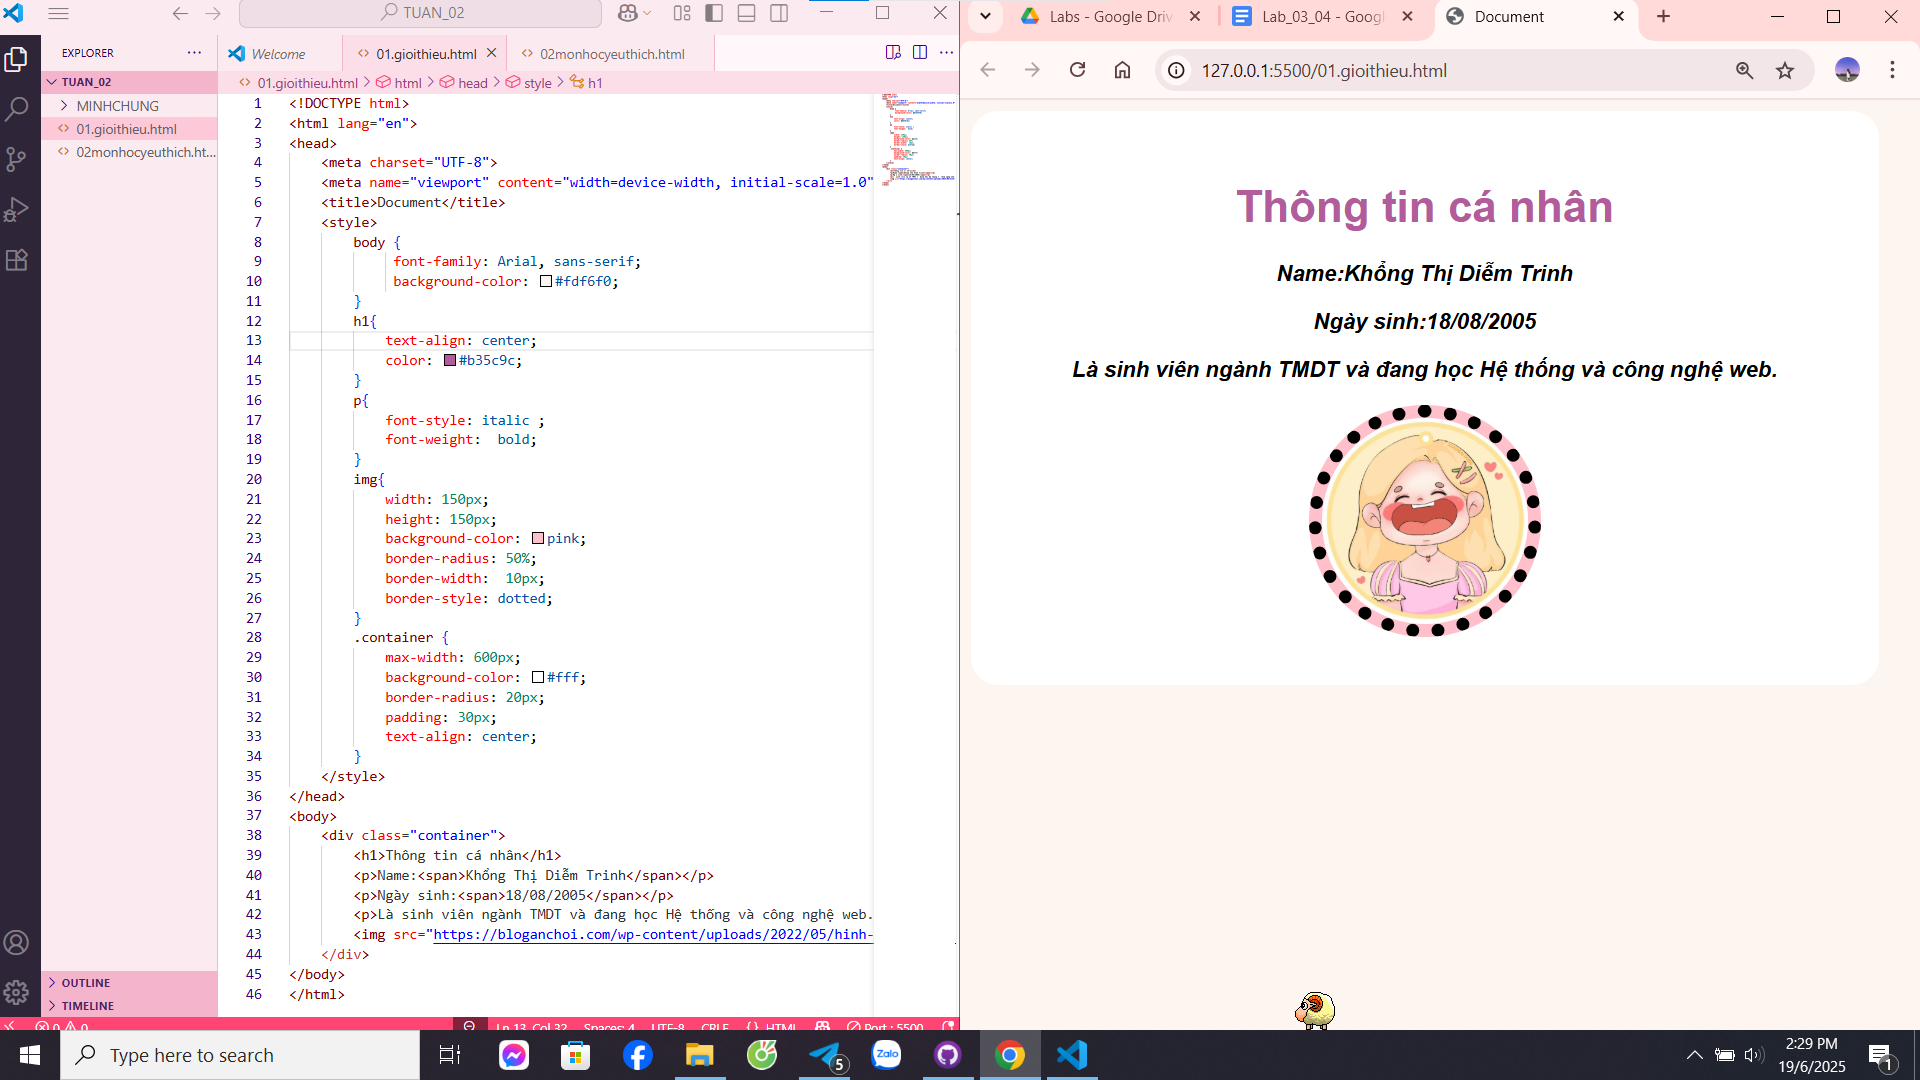 TUAN_02
EXPLORER
TUAN_02
MINHCHUNG
01.gioithieu.html
02monhocyeuthich.ht...
OUTLINE
TIMELINE
Welcome
01.gioithieu.html
02monhocyeuthich.html
01.gioithieu.html > html > head > style > h1
1 <!DOCTYPE html>
2 <html lang="en">
3 <head>
4 <meta charset="UTF-8">
5 <meta name="viewport" content="width=device-width, initial-scale=1.0"
6 <title>Document</title>
7 <style>
8 body {
9 font-family: Arial, sans-serif;
10 background-color: #fdf6f0;
11 }
12 h1{
13 text-align: center;
14 color: #b35c9c;
15 }
16 p{
17 font-style: italic ;
18 font-weight:  bold;
19 }
20 img{
21 width: 150px;
22 height: 150px;
23 background-color: pink;
24 border-radius: 50%;
25 border-width:  10px;
26 border-style: dotted;
27 }
28 .container {
29 max-width: 600px;
30 background-color: #fff;
31 border-radius: 20px;
32 padding: 30px;
33 text-align: center;
34 }
35 </style>
36 </head>
37 <body>
38 <div class="container">
39 <h1>Thông tin cá nhân</h1>
40 <p>Name:<span>Khổng Thị Diễm Trinh</span></p>
41 <p>Ngày sinh:<span>18/08/2005</span></p>
42 <p>Là sinh viên ngành TMDT và đang học Hệ thống và công nghệ web.
43 <img src="https://bloganchoi.com/wp-content/uploads/2022/05/hinh-
44 </div>
45 </body>
46 </html>
0 0 Ln 13, Col 32 Spaces: 4 UTF-8 CRLF {} HTML Port : 5500
Labs - Google Driv
Lab_03_04 - Googl
Document
127.0.0.1:5500/01.gioithieu.html
Thông tin cá nhân
Name:Khổng Thị Diễm Trinh
Ngày sinh:18/08/2005
Là sinh viên ngành TMDT và đang học Hệ thống và công nghệ web.
Type here to search
5
Zalo
2:29 PM
19/6/2025
1